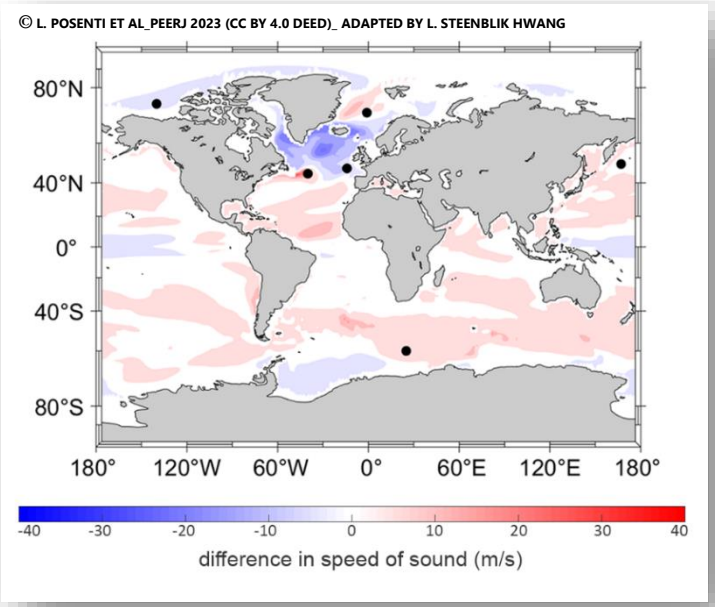 © L. POSENTI ET AL_PEERJ 2023 (CC BY 4.0 DEED)_ ADAPTED BY L. STEENBLIK HWANG
80°N
40°N
0°
40°S
80°S
180° 120°W 60°W 0° 60°E 120°E 180°
-40 -30 -20 -10 0 10 20 30 40
difference in speed of sound (m/s)